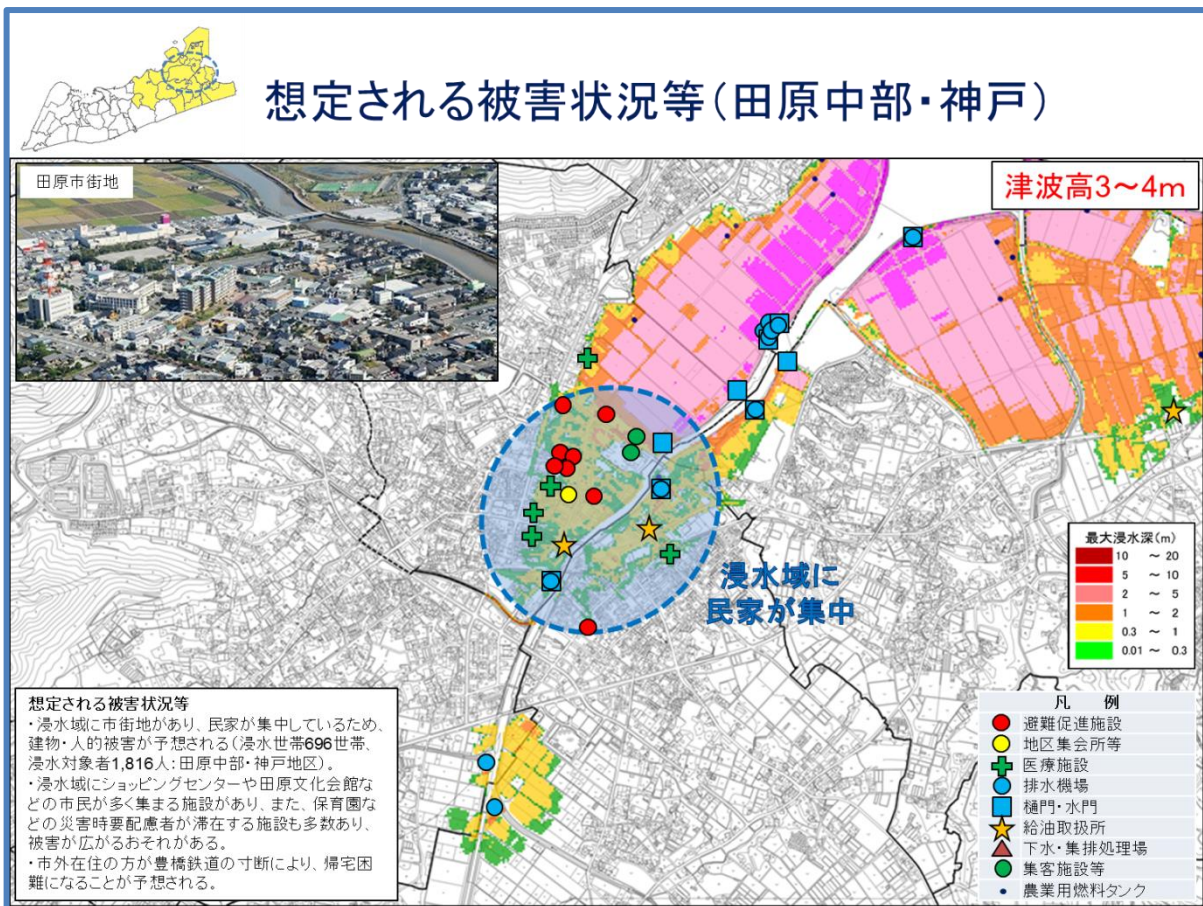 想定される被害状況等(田原中部・神戸)
田原市街地
津波高3～4m
浸水域に
民家が集中
最大浸水深(m)
10 ～ 20
5 ～ 10
2 ～ 5
1 ～ 2
0.3 ～ 1
0.01 ～ 0.3
想定される被害状況等
・浸水域に市街地があり、民家が集中しているため、
建物・人的被害が予想される(浸水世帯696世帯、
浸水対象者1,816人:田原中部・神戸地区)。
・浸水域にショッピングセンターや田原文化会館な
どの市民が多く集まる施設があり、また、保育園な
どの災害時要配慮者が滞在する施設も多数あり、
被害が広がるおそれがある。
・市外在住の方が豊橋鉄道の寸断により、帰宅困
難になることが予想される。
凡 例
避難促進施設
地区集会所等
医療施設
排水機場
樋門・水門
給油取扱所
下水・集排処理場
集客施設等
農業用燃料タンク